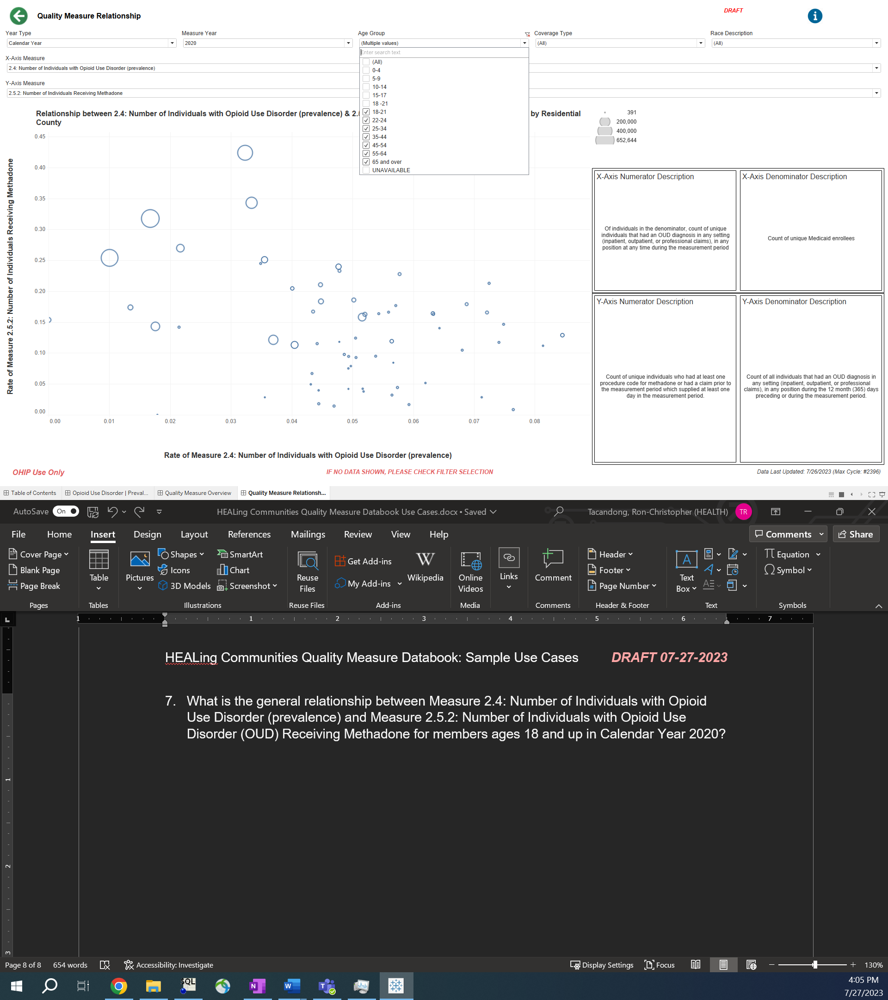 Quality Measure Relationship
DRAFT
Year Type
Measure Year
Age Group
Coverage Type
Race Description
Calendar Year
2020
(Multiple values)
(All)
(All)
Enter search text
(All)
0-4
5-9
10-14
15-17
18 -21
18-21
22-24
25-34
35-44
45-54
55-64
65 and over
UNAVAILABLE
X-Axis Measure
2.4: Number of Individuals with Opioid Use Disorder (prevalence)
Y-Axis Measure
2.5.2: Number of Individuals Receiving Methadone
Relationship between 2.4: Number of Individuals with Opioid Use Disorder (prevalence) & 2.5 by Residential
County
391
200,000
400,000
652,644
Rate of Measure 2.5.2: Number of Individuals Receiving Methadone
0.45
0.40
0.35
0.30
0.25
0.20
0.15
0.10
0.05
0.00
0.00 0.01 0.02 0.03 0.04 0.05 0.06 0.07 0.08
Rate of Measure 2.4: Number of Individuals with Opioid Use Disorder (prevalence)
X-Axis Numerator Description
Of individuals in the denominator, count of unique
individuals that had an OUD diagnosis in any setting
(inpatient, outpatient, or professional claims), in any
position at any time during the measurement period
X-Axis Denominator Description
Count of unique Medicaid enrollees
Y-Axis Numerator Description
Count of unique individuals who had at least one
procedure code for methadone or had a claim prior to
the measurement period which supplied at least one
day in the measurement period.
Y-Axis Denominator Description
Count of all individuals that had an OUD diagnosis in
any setting (inpatient, outpatient, or professional
claims), in any position during the 12 month (365) days
preceding or during the measurement period.
OHIP Use Only
IF NO DATA SHOWN, PLEASE CHECK FILTER SELECTION
Data Last Updated: 7/26/2023 (Max Cycle: #2396)
Table of Contents
Opioid Use Disorder | Preval...
Quality Measure Overview
Quality Measure Relationsh...
AutoSave On
HEALing Communities Quality Measure Databook Use Cases.docx • Saved
Tacandong, Ron-Christopher (HEALTH)
TR
File Home Insert Design Layout References Mailings Review View Help
Comments
Share
Cover Page
Blank Page
Page Break
Pages
Table
Tables
Pictures
Shapes
Icons
3D Models
SmartArt
Chart
Screenshot
Illustrations
Reuse
Files
Reuse Files
Get Add-ins
My Add-ins
W
Wikipedia
Add-ins
Online
Videos
Media
Links
Comment
Comments
Header
Footer
Page Number
Header & Footer
A
Text
Box
Text
Equation
Symbol
Symbols
1 1 2 3 4 5 6 7
HEALing Communities Quality Measure Databook: Sample Use Cases DRAFT 07-27-2023
7. What is the general relationship between Measure 2.4: Number of Individuals with Opioid
Use Disorder (prevalence) and Measure 2.5.2: Number of Individuals with Opioid Use
Disorder (OUD) Receiving Methadone for members ages 18 and up in Calendar Year 2020?
1
2
3
Page 8 of 8
654 words
Accessibility: Investigate
Display Settings
Focus
130%
SQL
N
W
T
4:05 PM
7/27/2023